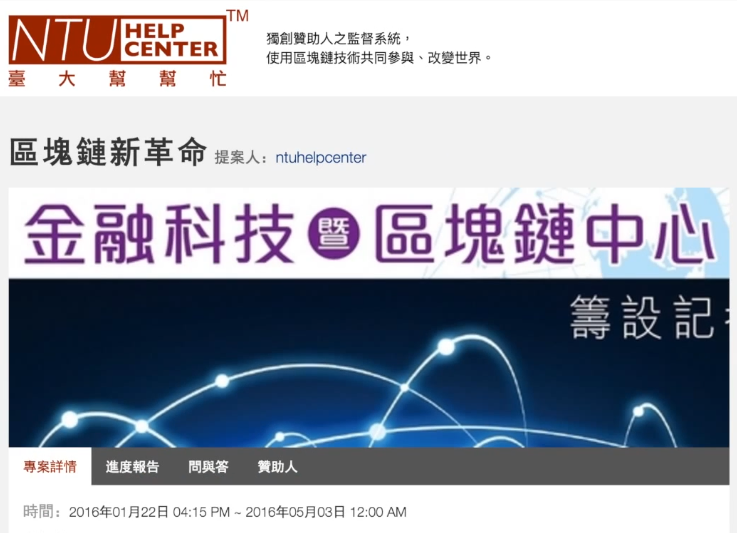 NTU HELP CENTER TM
臺大幫幫忙
獨創贊助人之監督系統，
使用區塊鏈技術共同參與、改變世界。
區塊鏈新革命 提案人：ntuhelpcenter
金融科技暨區塊鏈中心
籌設記
專案詳情 進度報告 問與答 贊助人
時間：2016年01月22日 04:15 PM ~ 2016年05月03日 12:00 AM